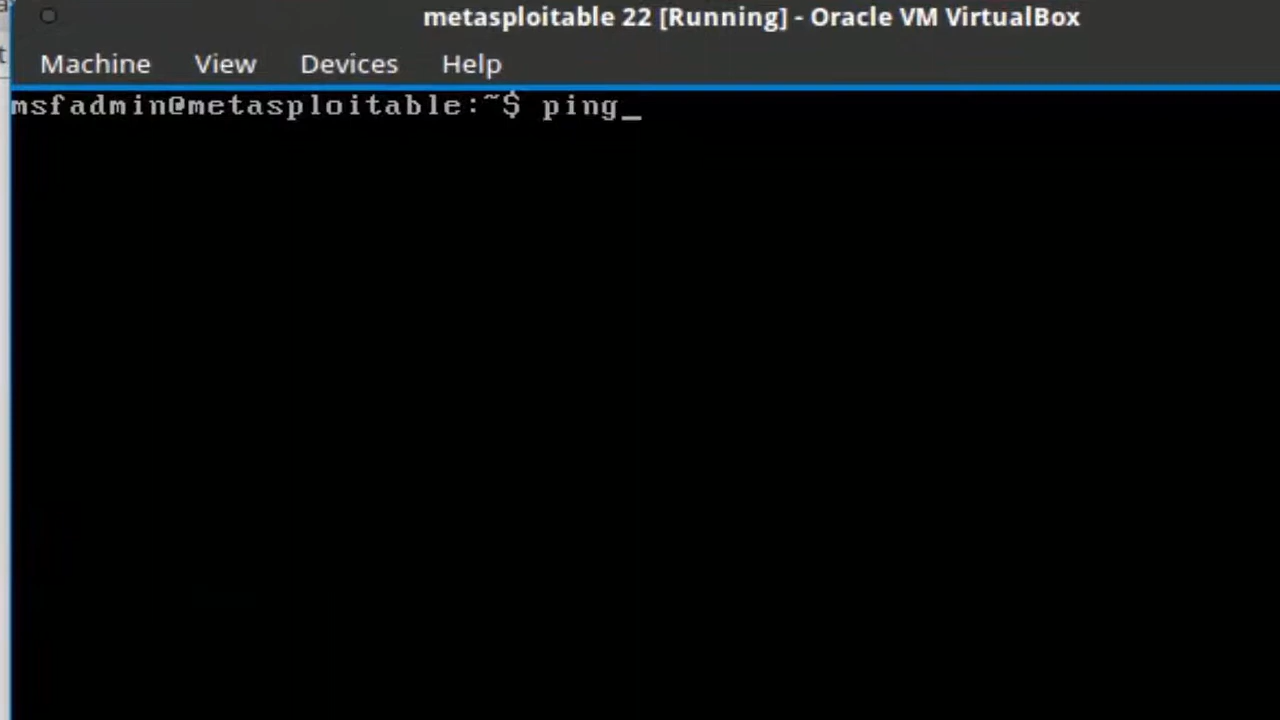 metasploitable 22 [Running] - Oracle VM VirtualBox
Machine View Devices Help
msfadmin@metasploitable:~$ ping_